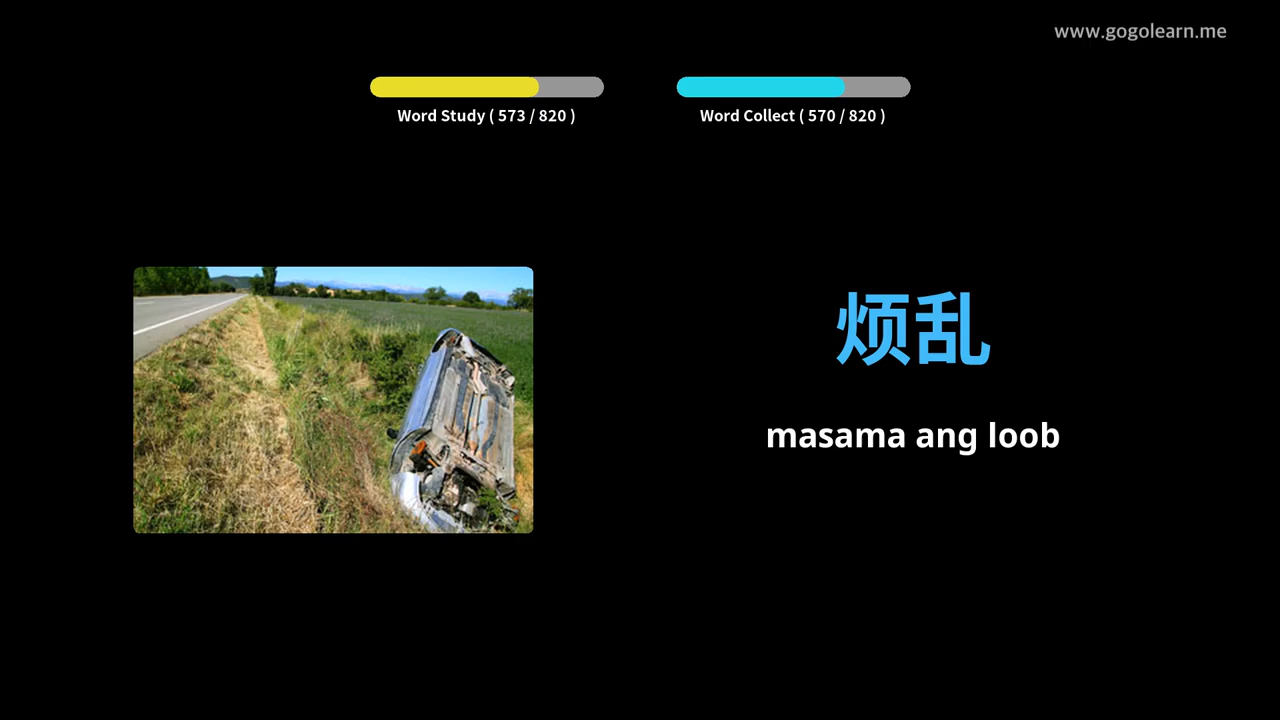 www.gogolearn.me
Word Study ( 573 / 820 )
Word Collect ( 570 / 820 )
烦乱
masama ang loob